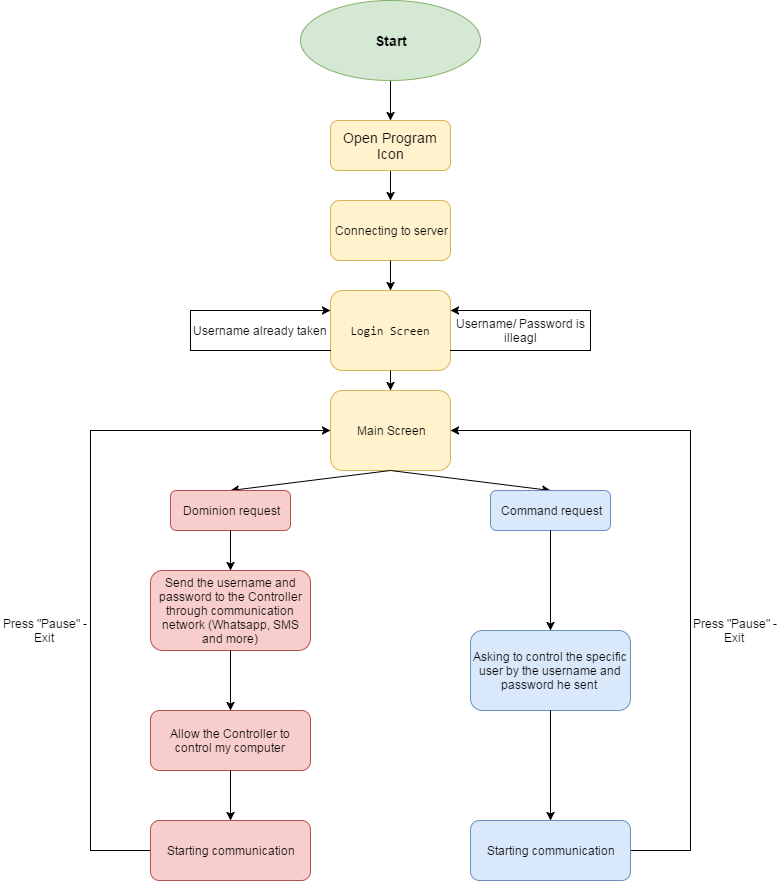 Start
Open Program
Icon
Connecting to server
Username already taken
Login Screen
Username/ Password is
illeagl
Main Screen
Dominion request
Command request
Send the username and
password to the Controller
through communication
network (Whatsapp, SMS
and more)
Press "Pause" -
Exit
Press "Pause" -
Exit
Asking to control the specific
user by the username and
password he sent
Allow the Controller to
control my computer
Starting communication
Starting communication